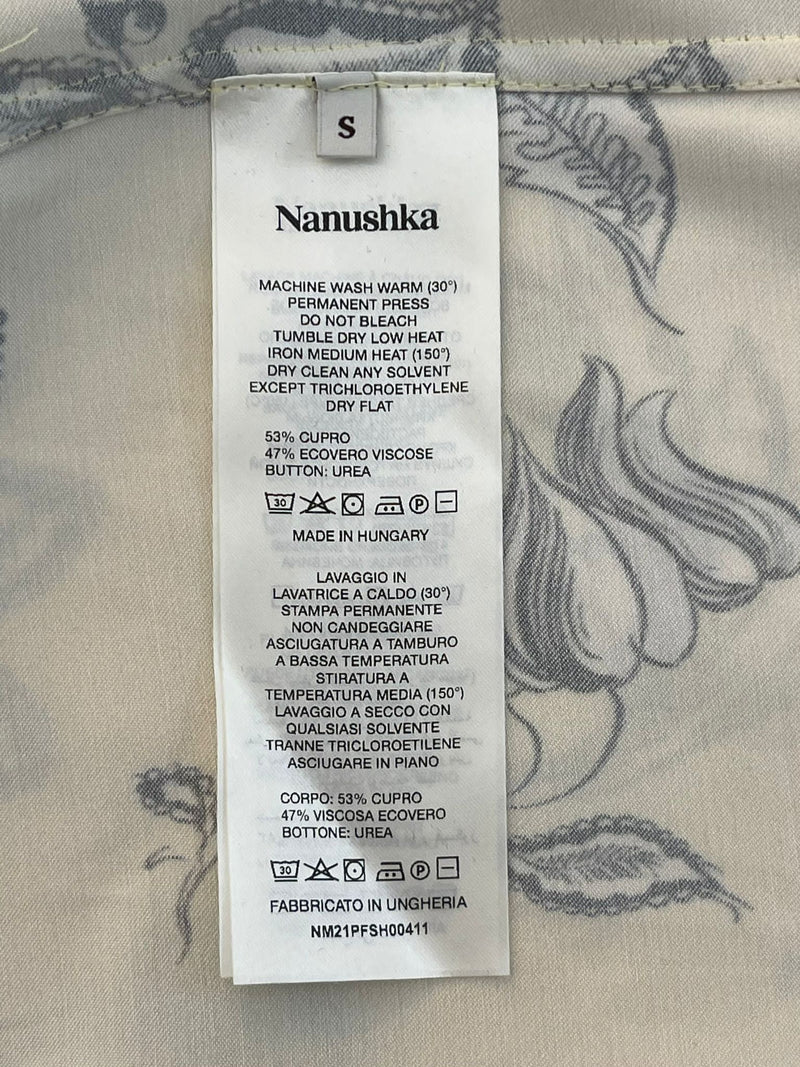 S
Nanushka
MACHINE WASH WARM (30°)
PERMANENT PRESS
DO NOT BLEACH
TUMBLE DRY LOW HEAT
IRON MEDIUM HEAT (150°)
DRY CLEAN ANY SOLVENT
EXCEPT TRICHLOROETHYLENE
DRY FLAT
53% CUPRO
47% ECOVERO VISCOSE
BUTTON: UREA
30 P
MADE IN HUNGARY
LAVAGGIO IN
LAVATRICE A CALDO (30°)
STAMPA PERMANENTE
NON CANDEGGIARE
ASCIUGATURA A TAMBURO
A BASSA TEMPERATURA
STIRATURA A
TEMPERATURA MEDIA (150°)
LAVAGGIO A SECCO CON
QUALSIASI SOLVENTE
TRANNE TRICLOROETILENE
ASCIUGARE IN PIANO
CORPO: 53% CUPRO
47% VISCOSA ECOVERO
BOTTONE: UREA
30 P
FABBRICATO IN UNGHERIA
NM21PFSH00411